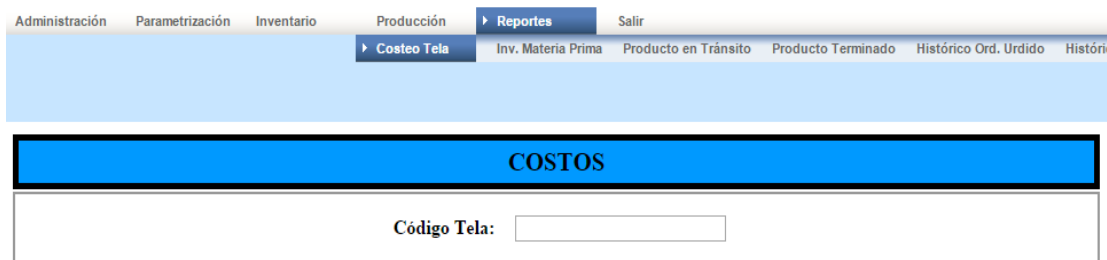 Administración Parametrización Inventario Producción Reportes Salir
Costeo Tela Inv. Materia Prima Producto en Tránsito Producto Terminado Histórico Ord. Urdido Históri
COSTOS
Código Tela: